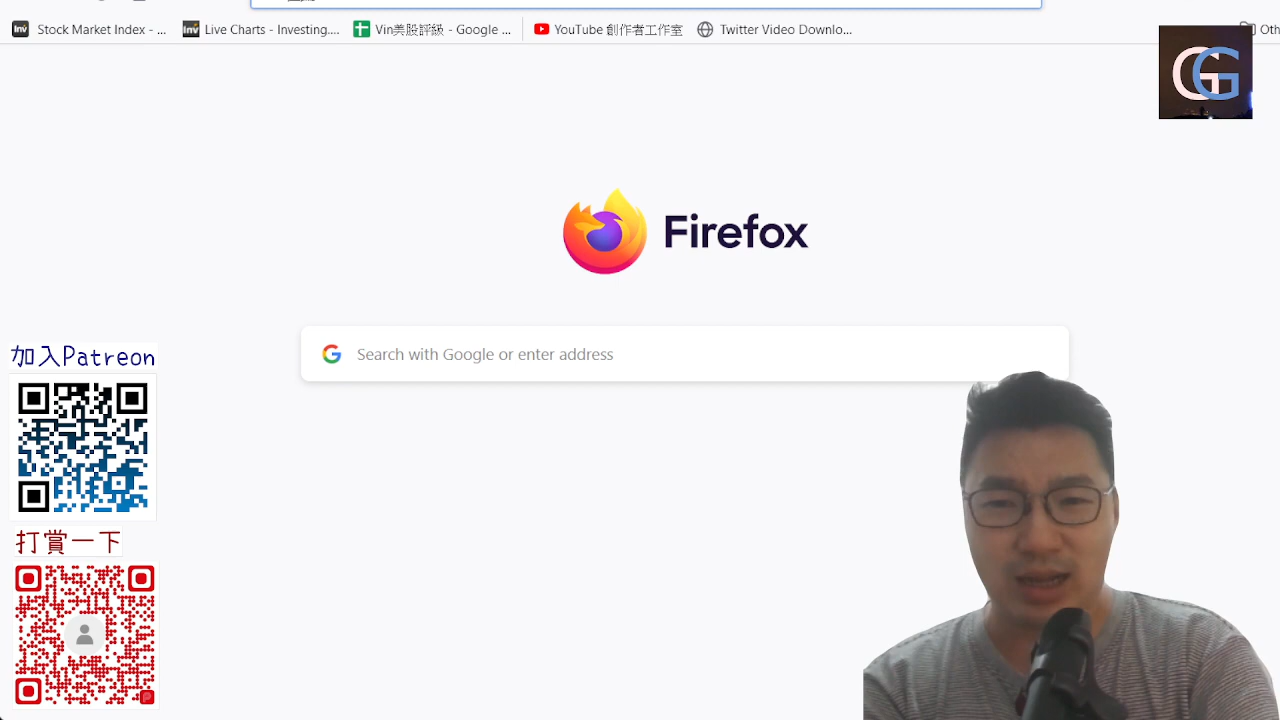 Stock Market Index - ...
Live Charts - Investing....
Vin美股評級 - Google ...
YouTube 創作者工作室
Twitter Video Downlo...
Oth
GG
Firefox
Search with Google or enter address
加入Patreon
打賞一下